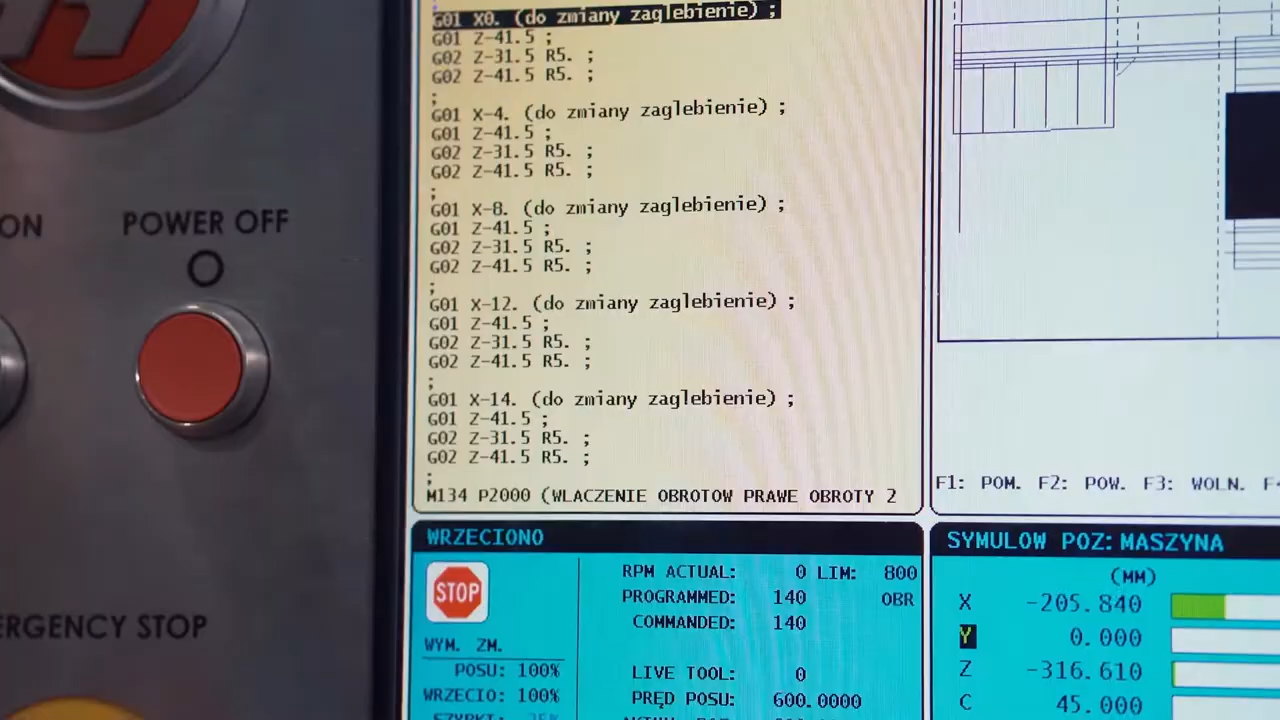 G01 X0. (do zmiany zaglebienie) ;
G01 Z-41.5 ;
G02 Z-31.5 R5. ;
G02 Z-41.5 R5. ;
;
G01 X-4. (do zmiany zaglebienie) ;
G01 Z-41.5 ;
G02 Z-31.5 R5. ;
G02 Z-41.5 R5. ;
;
G01 X-8. (do zmiany zaglebienie) ;
G01 Z-41.5 ;
G02 Z-31.5 R5. ;
G02 Z-41.5 R5. ;
;
G01 X-12. (do zmiany zaglebienie) ;
G01 Z-41.5 ;
G02 Z-31.5 R5. ;
G02 Z-41.5 R5. ;
;
G01 X-14. (do zmiany zaglebienie) ;
G01 Z-41.5 ;
G02 Z-31.5 R5. ;
G02 Z-41.5 R5. ;
;
M134 P2000 (WLACZENIE OBROTOW PRAWE OBROTY 2
ON
POWER OFF
ERGENCY STOP
F1: POM. F2: POW. F3: WOLN.
WRZECIONO
STOP
WYM. ZM.
POSU: 100%
WRZECIO: 100%
RPM ACTUAL: 0 LIM: 800
PROGRAMMED: 140 OBR
COMMANDED: 140
LIVE TOOL: 0
PRĘD POSU: 600.0000
SYMULOW POZ: MASZYNA
(MM)
X -205.840
Y 0.000
Z -316.610
C 45.000